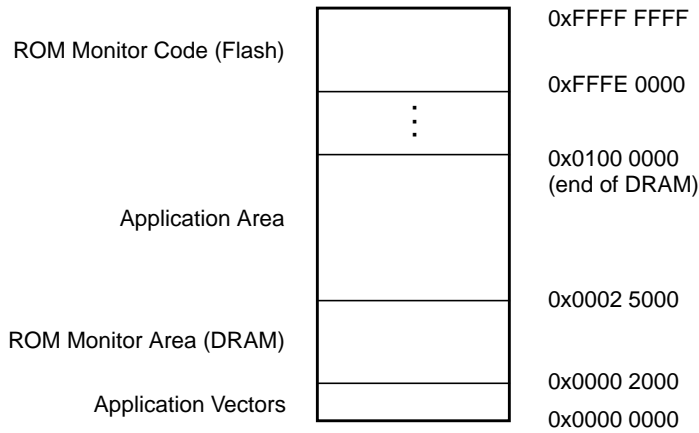 0xFFFF FFFF
ROM Monitor Code (Flash)
0xFFFE 0000
0x0100 0000
(end of DRAM)
Application Area
0x0002 5000
ROM Monitor Area (DRAM)
0x0000 2000
Application Vectors
0x0000 0000